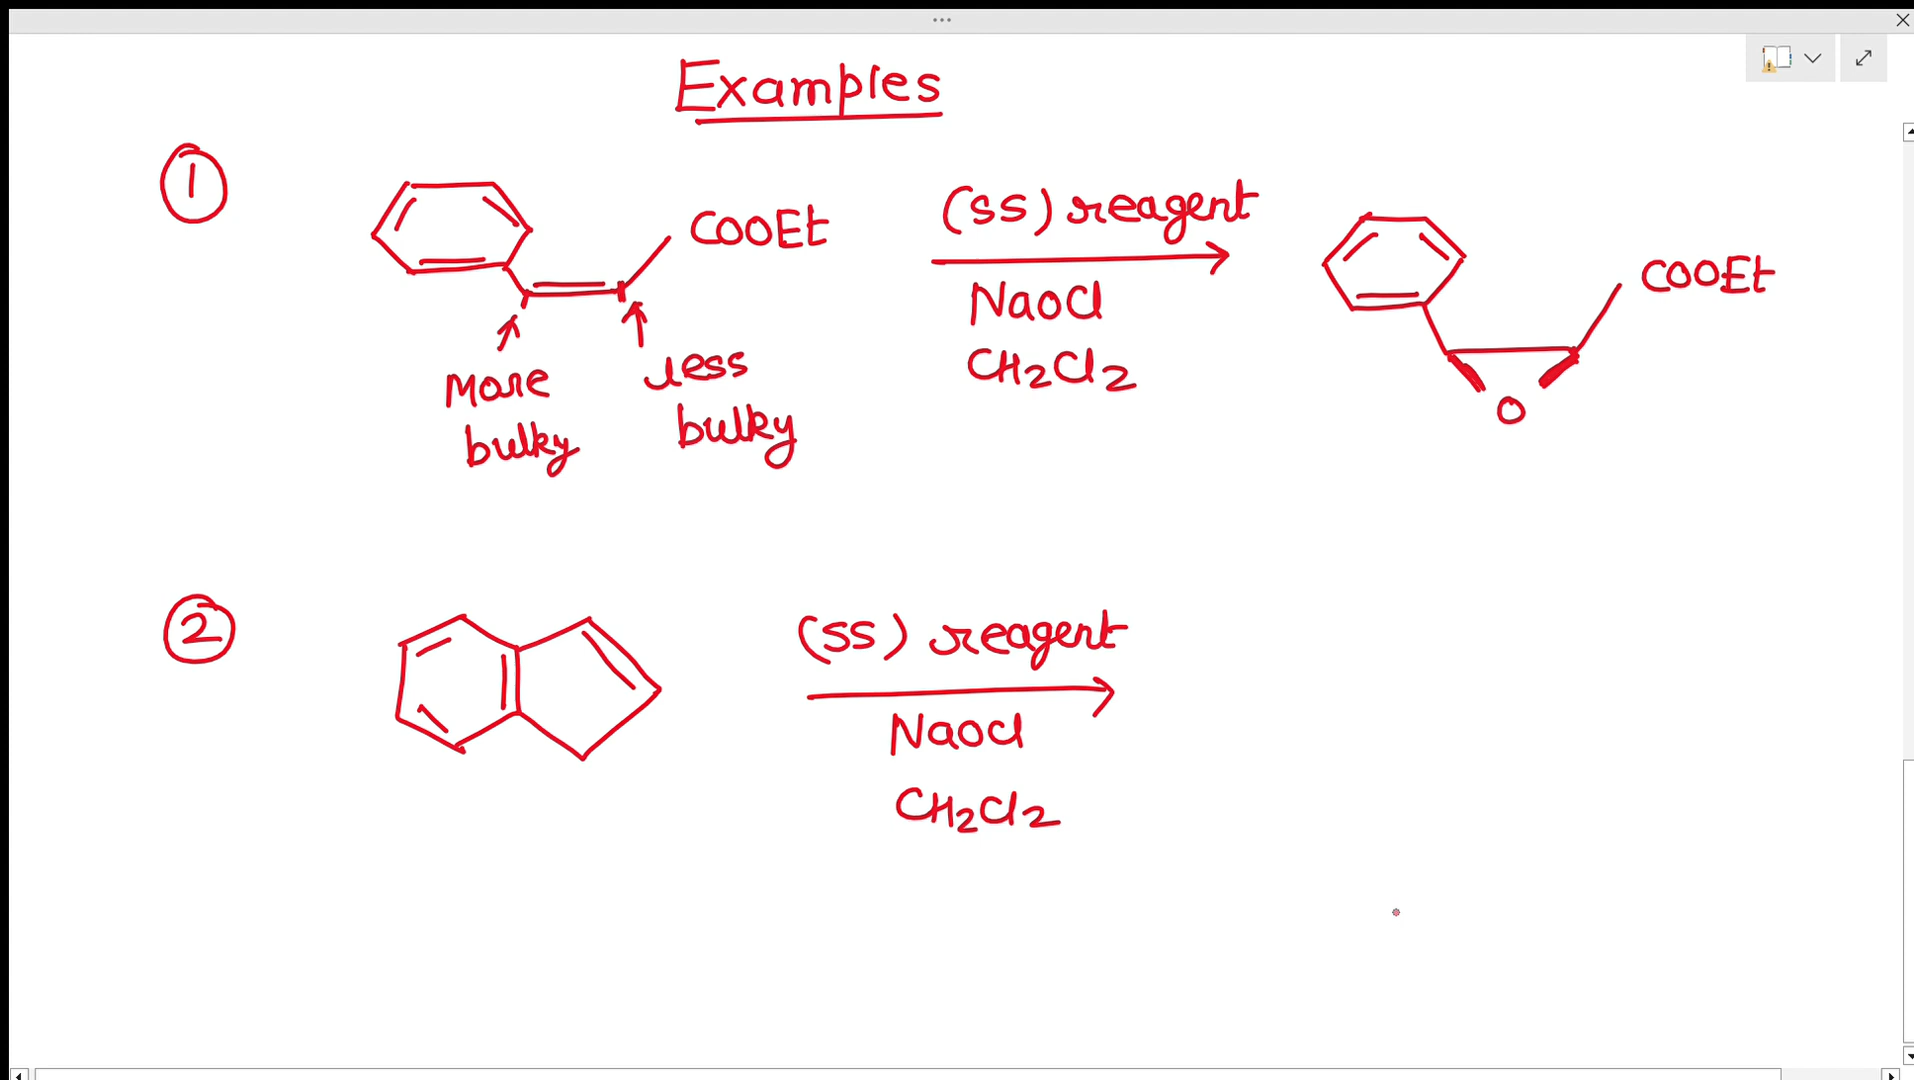 Examples
1
COOEt
(SS) reagent
NaOCl
CH2Cl2
More
bulky
less
bulky
COOEt
O
2
(SS) reagent
NaOCl
CH2Cl2